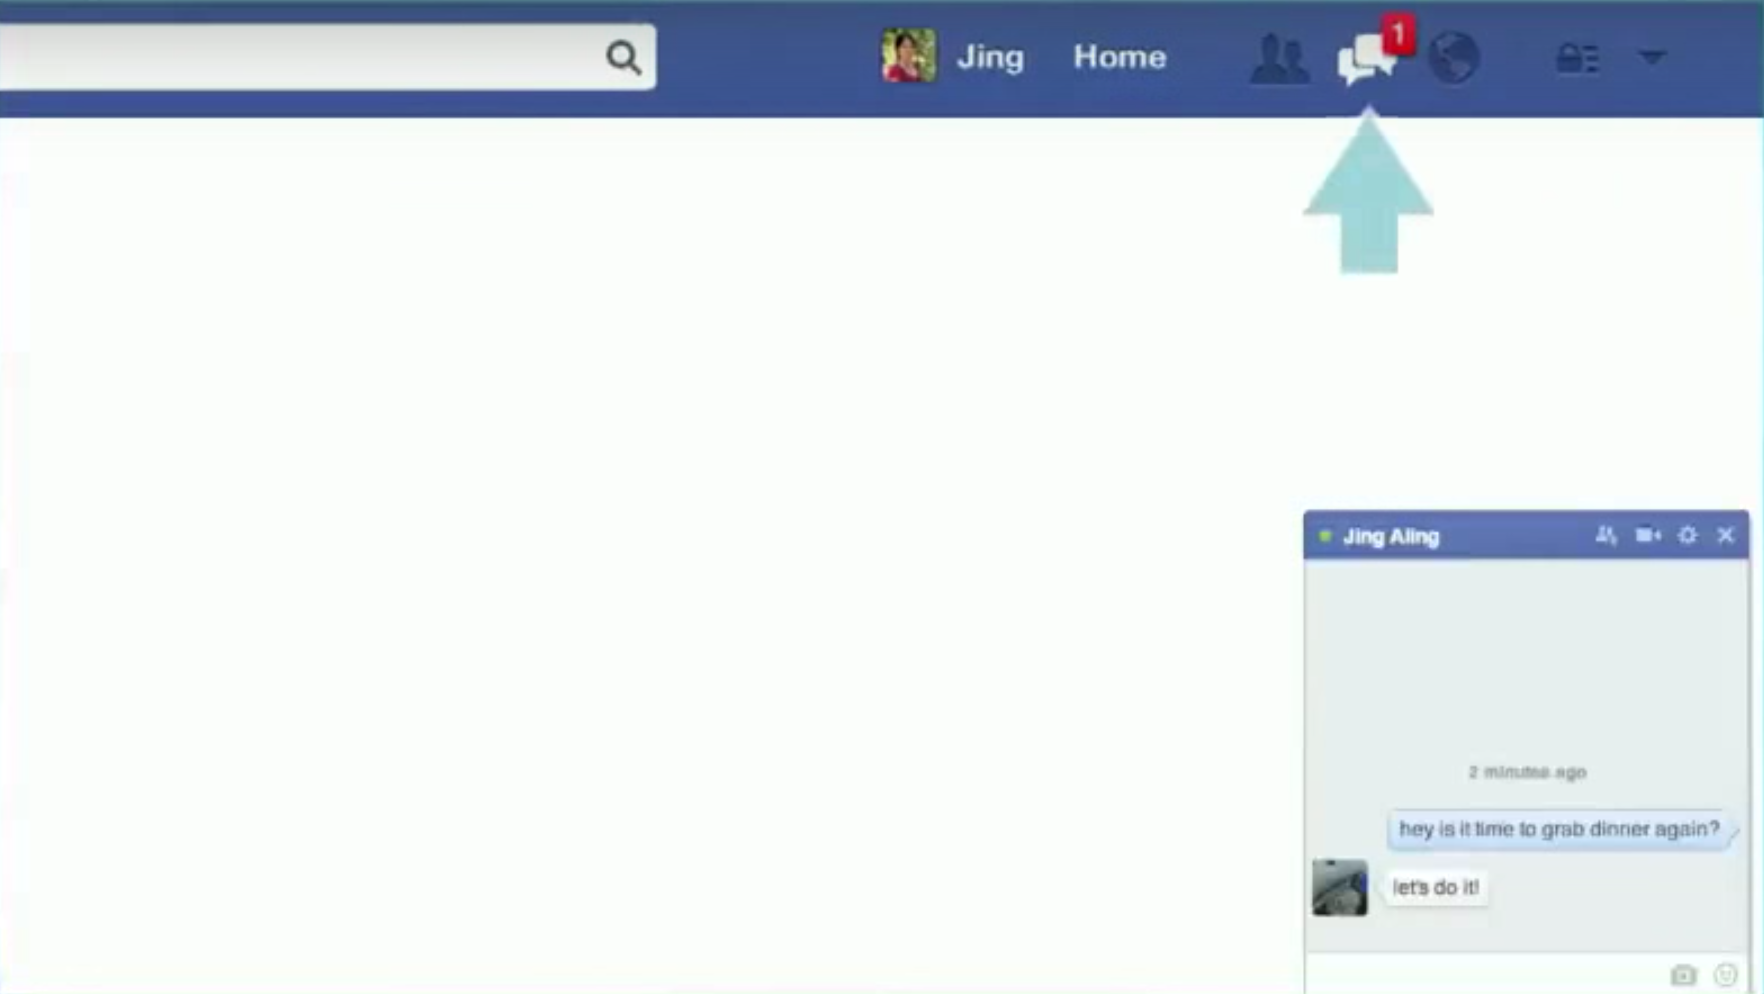 Jing Home 1
Jing Aling
2 minutes ago
hey is it time to grab dinner again?
let's do it!